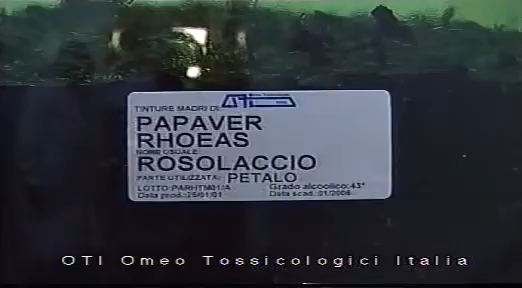 TINTURE MADRI DI OTI
PAPAVER
RHOEAS
NOME USUALE:
ROSOLACCIO
PARTE UTILIZZATA: PETALO
LOTTO:PARHTM01/A Grado alcoolico:43°
Data prod.:25/01/01 Data scad.:01/2006
OTI Omeo Tossicologici Italia